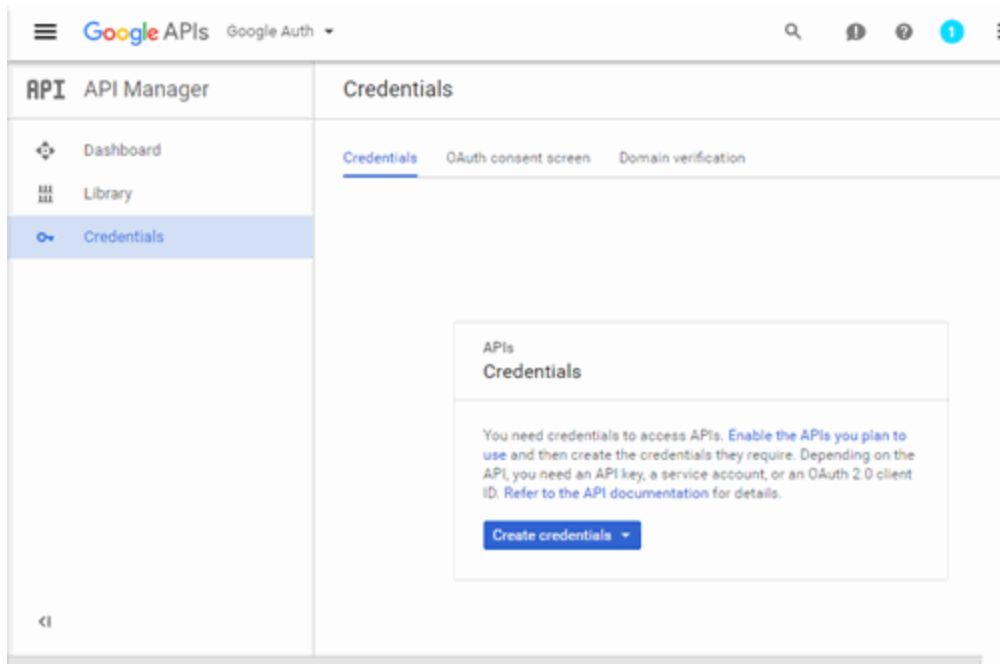 Google APIs Google Auth
1
API API Manager
Credentials
Dashboard
Library
Credentials
Credentials OAuth consent screen Domain verification
APIs
Credentials
You need credentials to access APIs. Enable the APIs you plan to
use and then create the credentials they require. Depending on the
API, you need an API key, a service account, or an OAuth 2.0 client
ID. Refer to the API documentation for details.
Create credentials